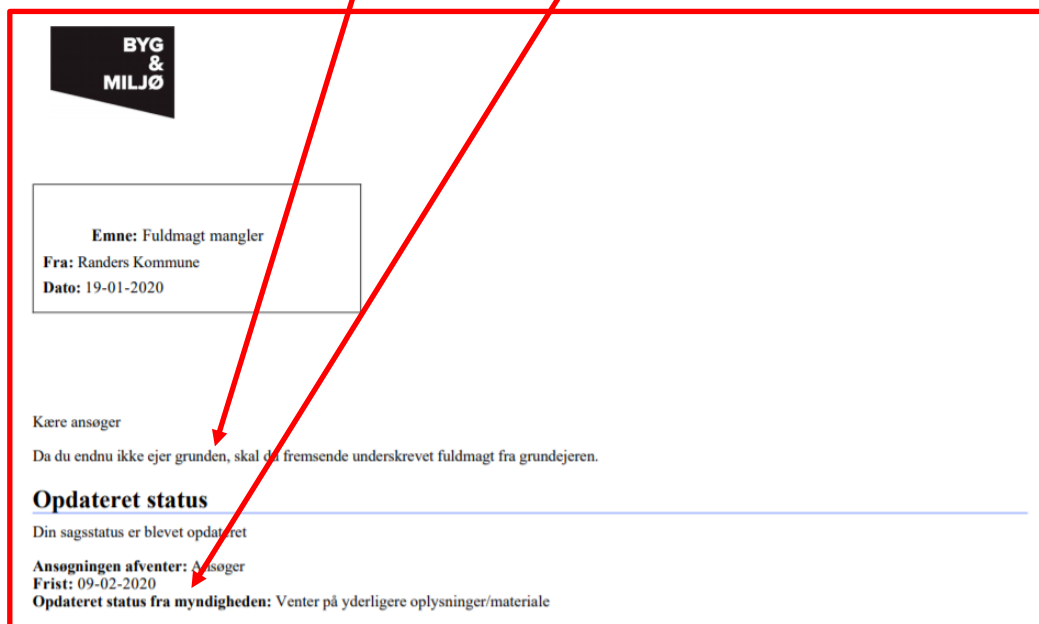 BYG
&
MILJØ
Emne: Fuldmagt mangler
Fra: Randers Kommune
Dato: 19-01-2020
Kære ansøger
Da du endnu ikke ejer grunden, skal du fremsende underskrevet fuldmagt fra grundejeren.
Opdateret status
Din sagsstatus er blevet opdateret
Ansøgningen afventer: Ansøger
Frist: 09-02-2020
Opdateret status fra myndigheden: Venter på yderligere oplysninger/materiale